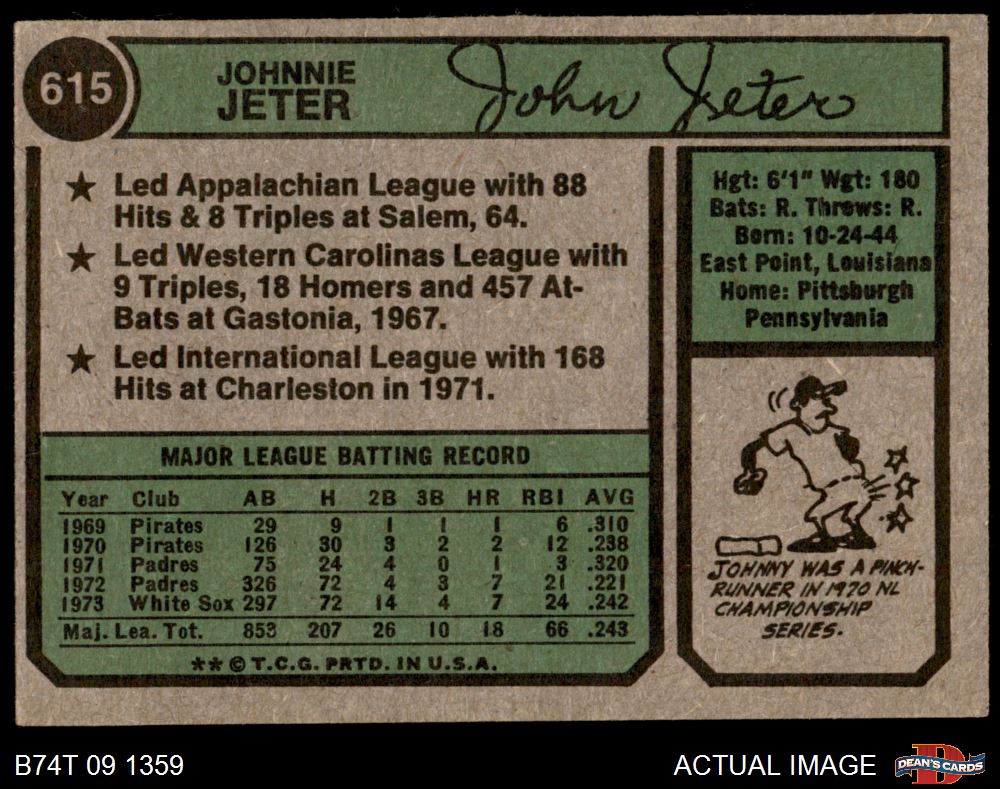 615
JOHNNIE
JETER
John Jeter
★ Led Appalachian League with 88
Hits & 8 Triples at Salem, 64.
★ Led Western Carolinas League with
9 Triples, 18 Homers and 457 At-
Bats at Gastonia, 1967.
★ Led International League with 168
Hits at Charleston in 1971.
MAJOR LEAGUE BATTING RECORD
Year Club AB H 2B 3B HR RBI AVG
1969 Pirates 29 9 1 1 1 6 .310
1970 Pirates 126 30 3 2 2 12 .238
1971 Padres 75 24 4 0 1 3 .320
1972 Padres 326 72 4 3 7 21 .221
1973 White Sox 297 72 14 4 7 24 .242
Maj. Lea. Tot. 853 207 26 10 18 66 .243
** © T.C.G. PRTD. IN U.S.A.
Hgt: 6'1" Wgt: 180
Bats: R. Throws: R.
Born: 10-24-44
East Point, Louisiana
Home: Pittsburgh
Pennsylvania
JOHNNY WAS A PINCH-
RUNNER IN 1970 NL
CHAMPIONSHIP
SERIES.
B74T 09 1359
ACTUAL IMAGE
D
DEAN'S CARDS